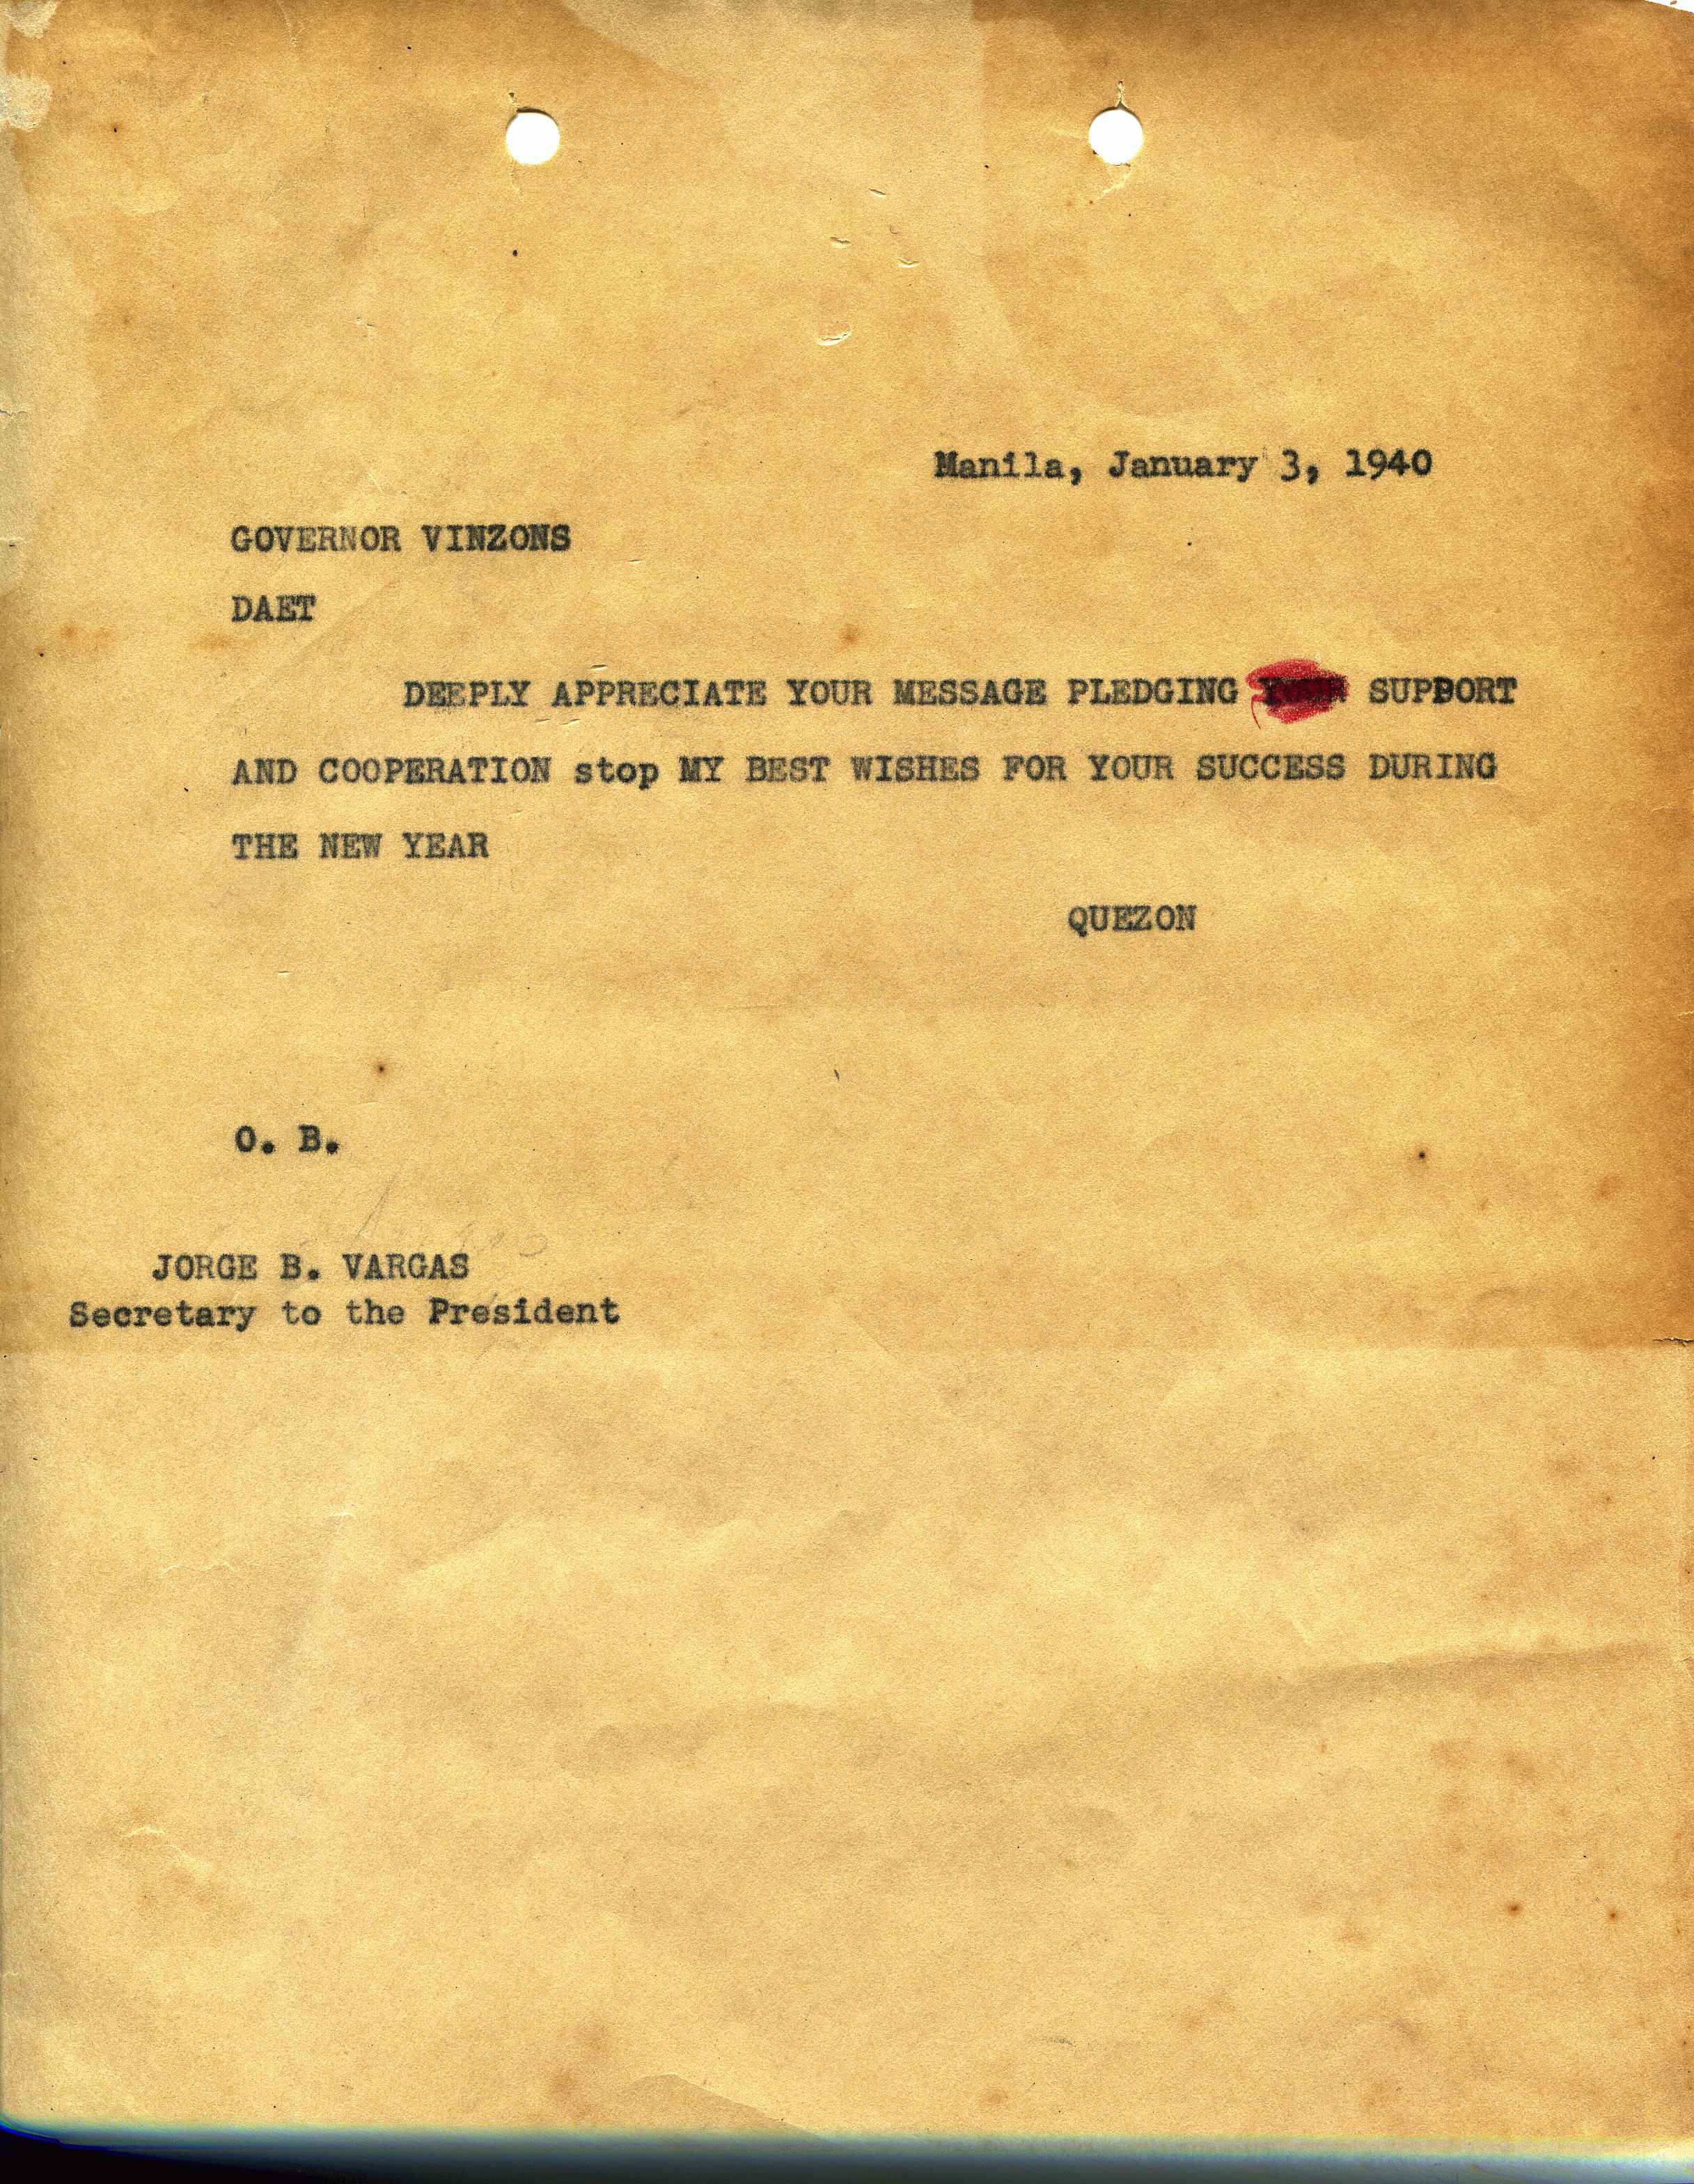 Manila, January 3, 1940
GOVERNOR VINZONS
DAET
DEEPLY APPRECIATE YOUR MESSAGE PLEDGING YOUR SUPPORT
AND COOPERATION stop MY BEST WISHES FOR YOUR SUCCESS DURING
THE NEW YEAR
QUEZON
O. B.
JORGE B. VARGAS
Secretary to the President